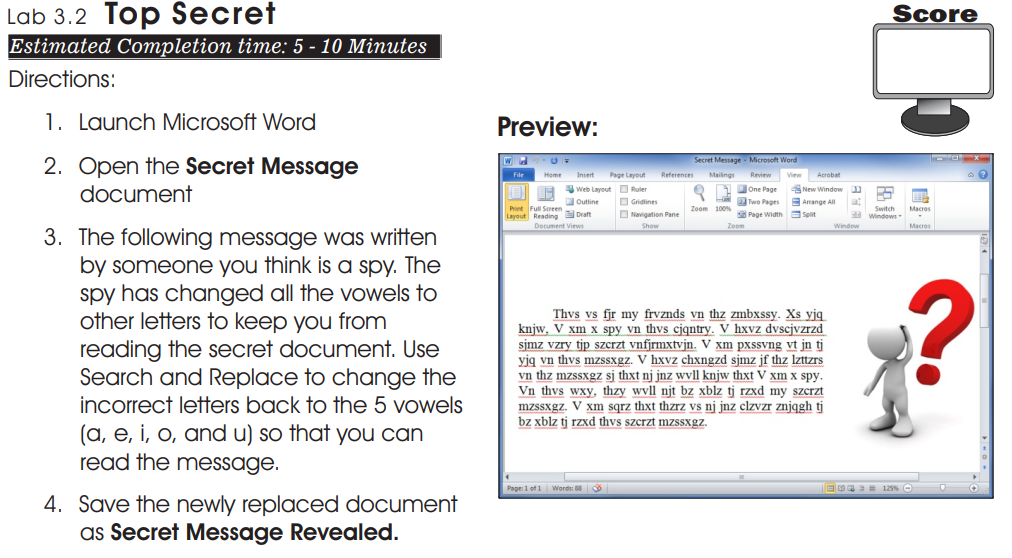 Lab 3.2 Top Secret
Score
Estimated Completion time: 5 - 10 Minutes
Directions:
1. Launch Microsoft Word
2. Open the Secret Message
document
3. The following message was written
by someone you think is a spy. The
spy has changed all the vowels to
other letters to keep you from
reading the secret document. Use
Search and Replace to change the
incorrect letters back to the 5 vowels
(a, e, i, o, and u) so that you can
read the message.
4. Save the newly replaced document
as Secret Message Revealed.
Preview:
Secret Message - Microsoft Word
File Home Insert Page Layout References Mailings Review View Acrobat
Print Layout
Full Screen Reading
Web Layout
Outline
Draft
Document Views
Ruler
Gridlines
Navigation Pane
Show
Zoom
100%
One Page
Two Pages
Page Width
Zoom
New Window
Arrange All
Split
Switch Windows
Window
Macros
Macros
Thvs vs fjr my frvznds vn thz zmbxssy. Xs yjq
knjw, V xm x spy vn thvs cjqntry. V hxvz dvscjvzrzd
sjmz vzry tjp szcrzt vnfjrmxtvjn. V xm pxssvng vt jn tj
yjq vn thvs mzssxgz. V hxvz chxngzd sjmz jf thz lzttzrs
vn thz mzssxgz sj thxt nj jnz wvll knjw thxt V xm x spy.
Vn thvs wxy, thzy wvll njt bz xblz tj rzxd my szcrzt
mzssxgz. V xm sqrz thxt thzrz vs nj jnz clzvzr znjqgh tj
bz xblz tj rzxd thvs szcrzt mzssxgz.
Page: 1 of 1 Words: 88 125%